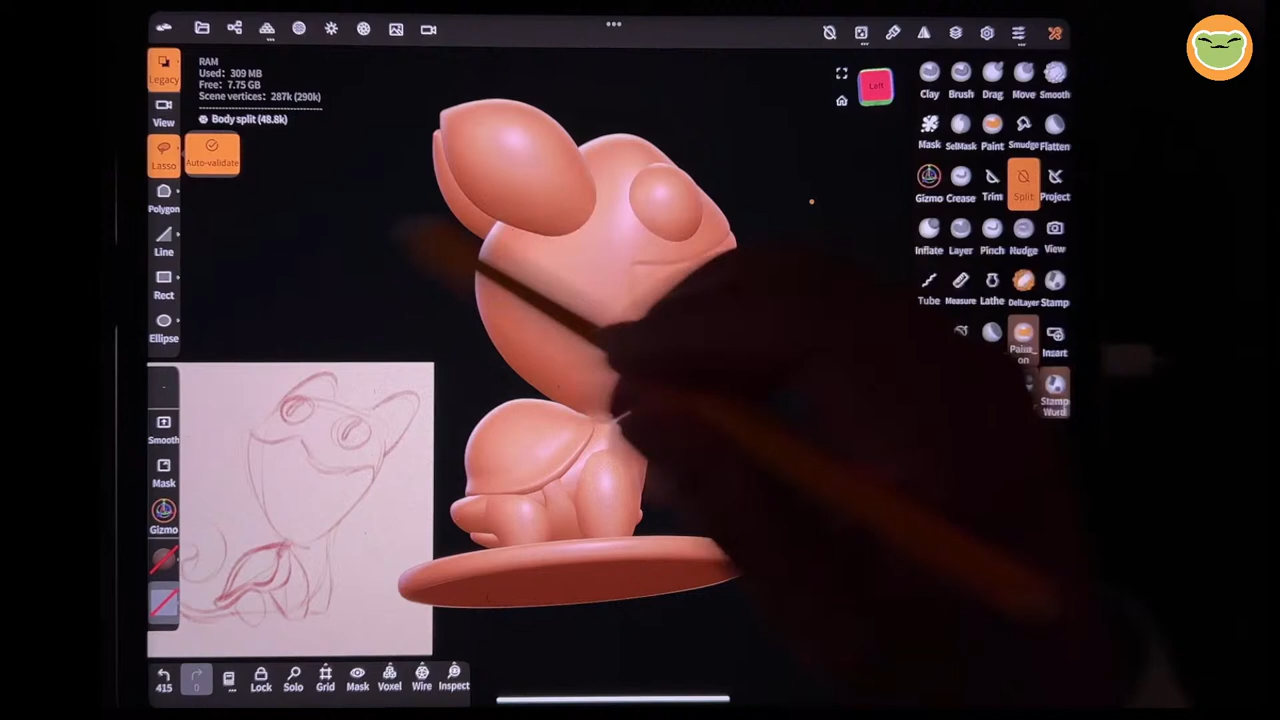 RAM
Used: 309 MB
Free: 7.75 GB
Scene vertices: 287k (290k)
Body split (48.8k)
Legacy
View
Lasso
Auto-validate
Polygon
Line
Rect
Ellipse
Smooth
Mask
Gizmo
415
0
Lock
Solo
Grid
Mask
Voxel
Wire
Inspect
Left
Clay Brush Drag Move Smooth
Mask SelMask Paint Smudge Flatten
Gizmo Crease Trim Split Project
Inflate Layer Pinch Nudge View
Tube Measure Lathe DelLayer Stamp
Paint_on Insert
Stamp
Word